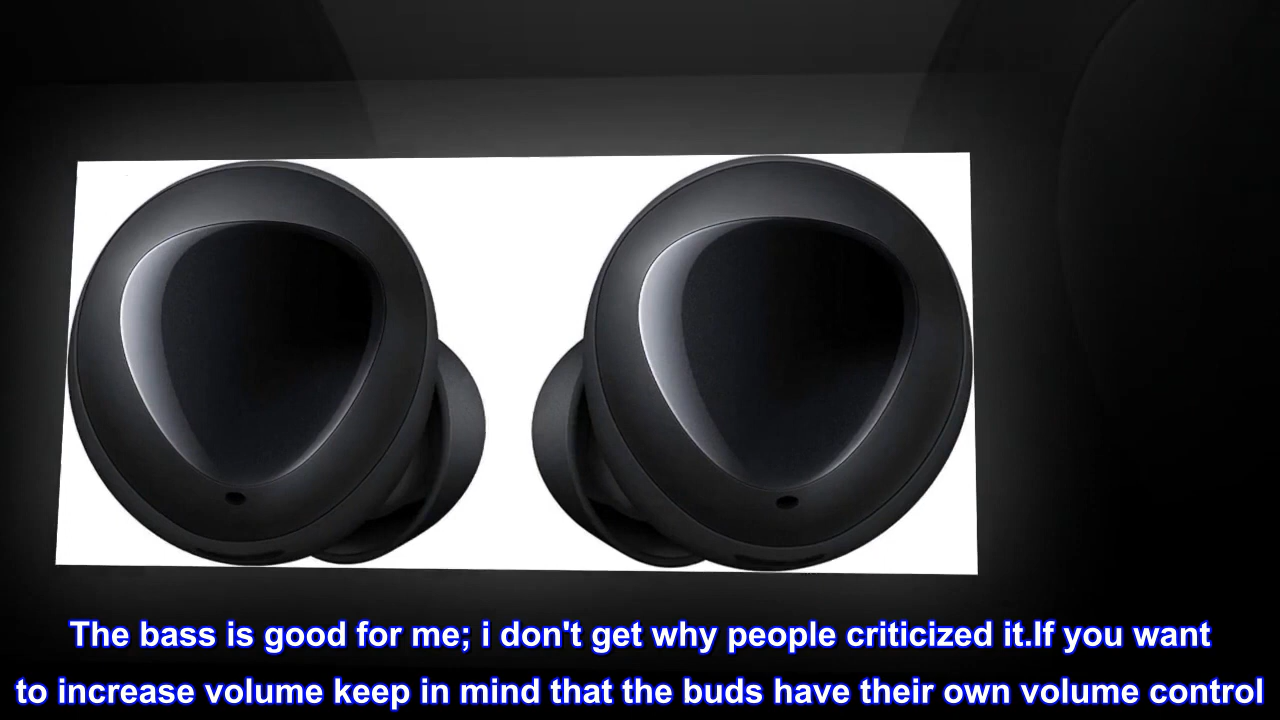 The bass is good for me; i don't get why people criticized it.If you want
to increase volume keep in mind that the buds have their own volume control